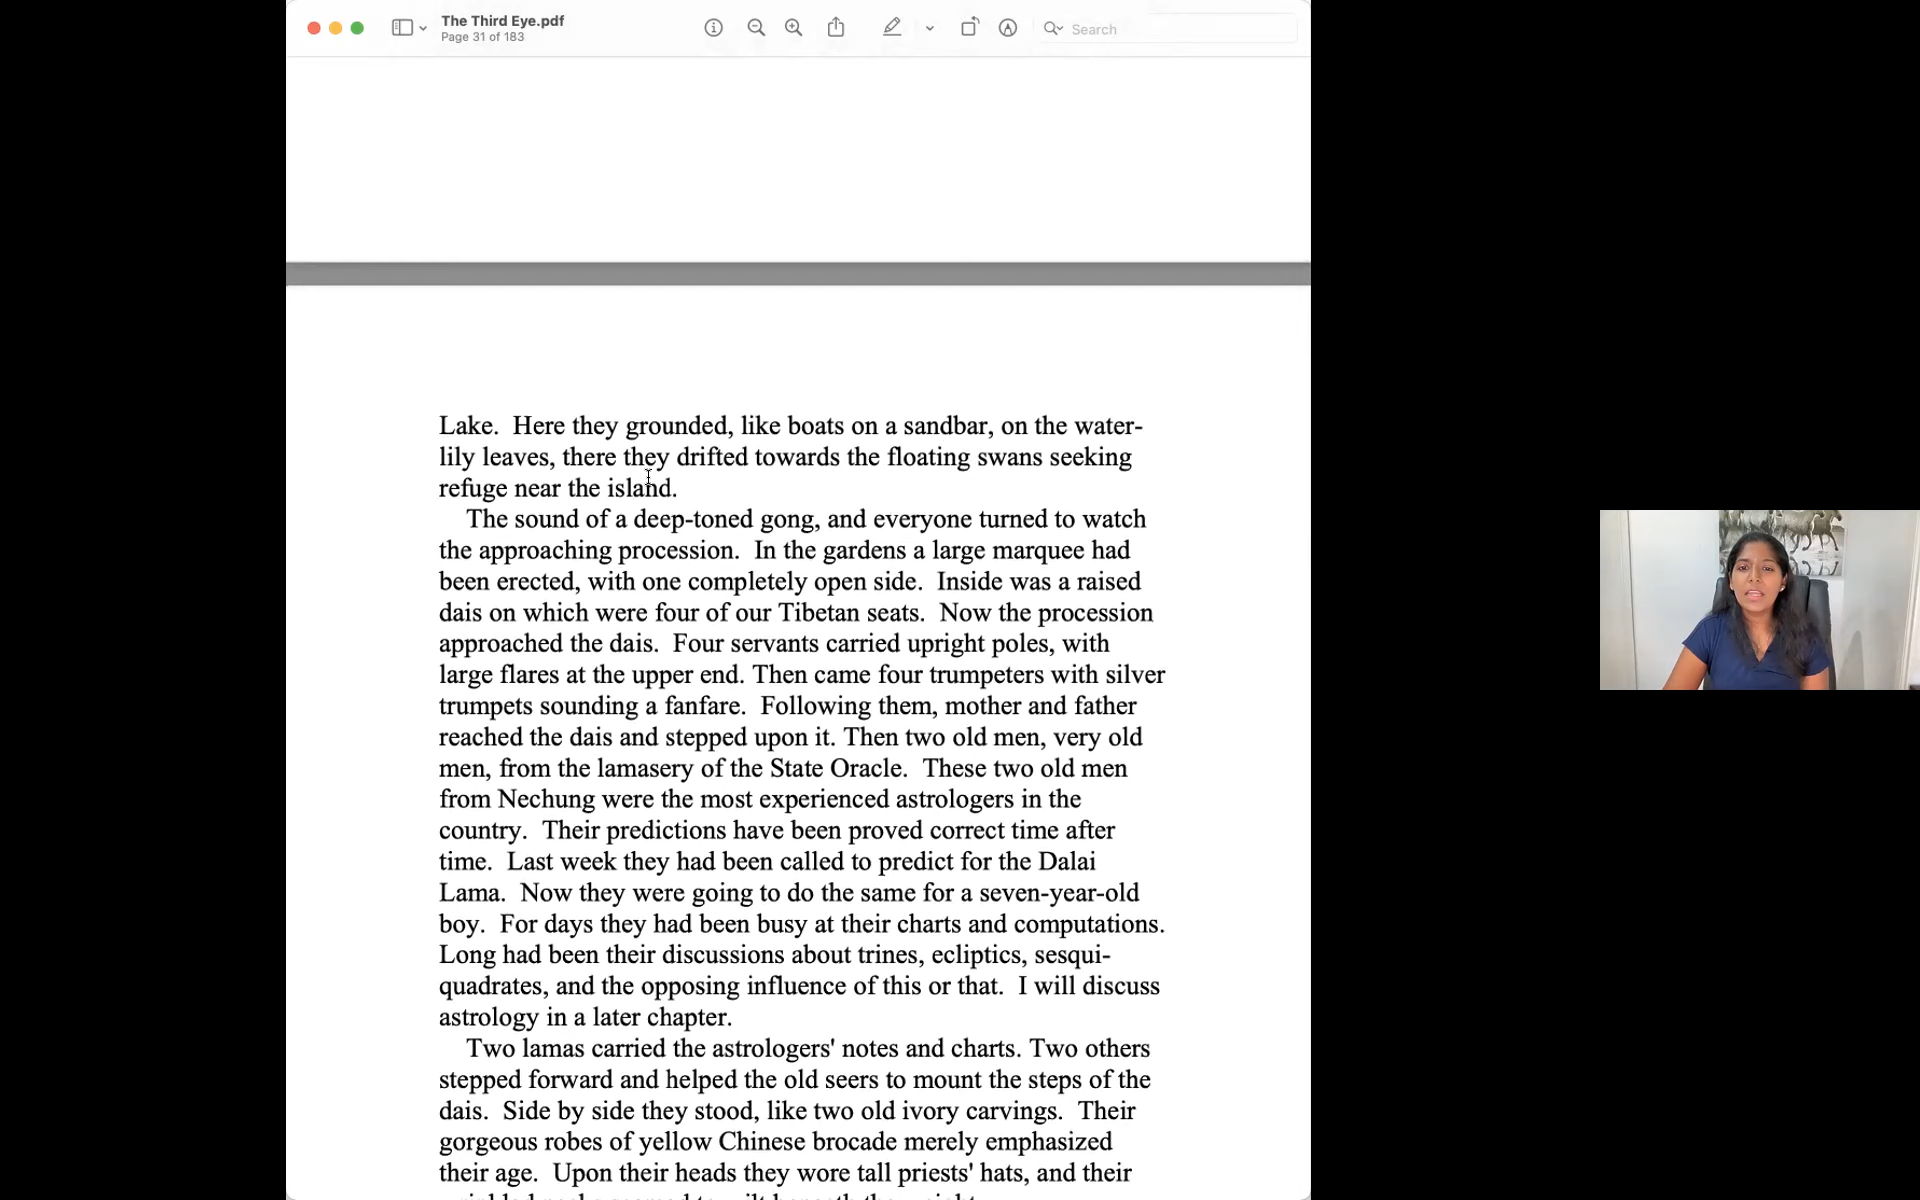 The Third Eye.pdf
Page 31 of 183
Search
Lake.  Here they grounded, like boats on a sandbar, on the water-
lily leaves, there they drifted towards the floating swans seeking
refuge near the island.
The sound of a deep-toned gong, and everyone turned to watch
the approaching procession.  In the gardens a large marquee had
been erected, with one completely open side.  Inside was a raised
dais on which were four of our Tibetan seats.  Now the procession
approached the dais.  Four servants carried upright poles, with
large flares at the upper end. Then came four trumpeters with silver
trumpets sounding a fanfare.  Following them, mother and father
reached the dais and stepped upon it. Then two old men, very old
men, from the lamasery of the State Oracle.  These two old men
from Nechung were the most experienced astrologers in the
country.  Their predictions have been proved correct time after
time.  Last week they had been called to predict for the Dalai
Lama.  Now they were going to do the same for a seven-year-old
boy.  For days they had been busy at their charts and computations.
Long had been their discussions about trines, ecliptics, sesqui-
quadrates, and the opposing influence of this or that.  I will discuss
astrology in a later chapter.
Two lamas carried the astrologers' notes and charts. Two others
stepped forward and helped the old seers to mount the steps of the
dais.  Side by side they stood, like two old ivory carvings.  Their
gorgeous robes of yellow Chinese brocade merely emphasized
their age.  Upon their heads they wore tall priests' hats, and their